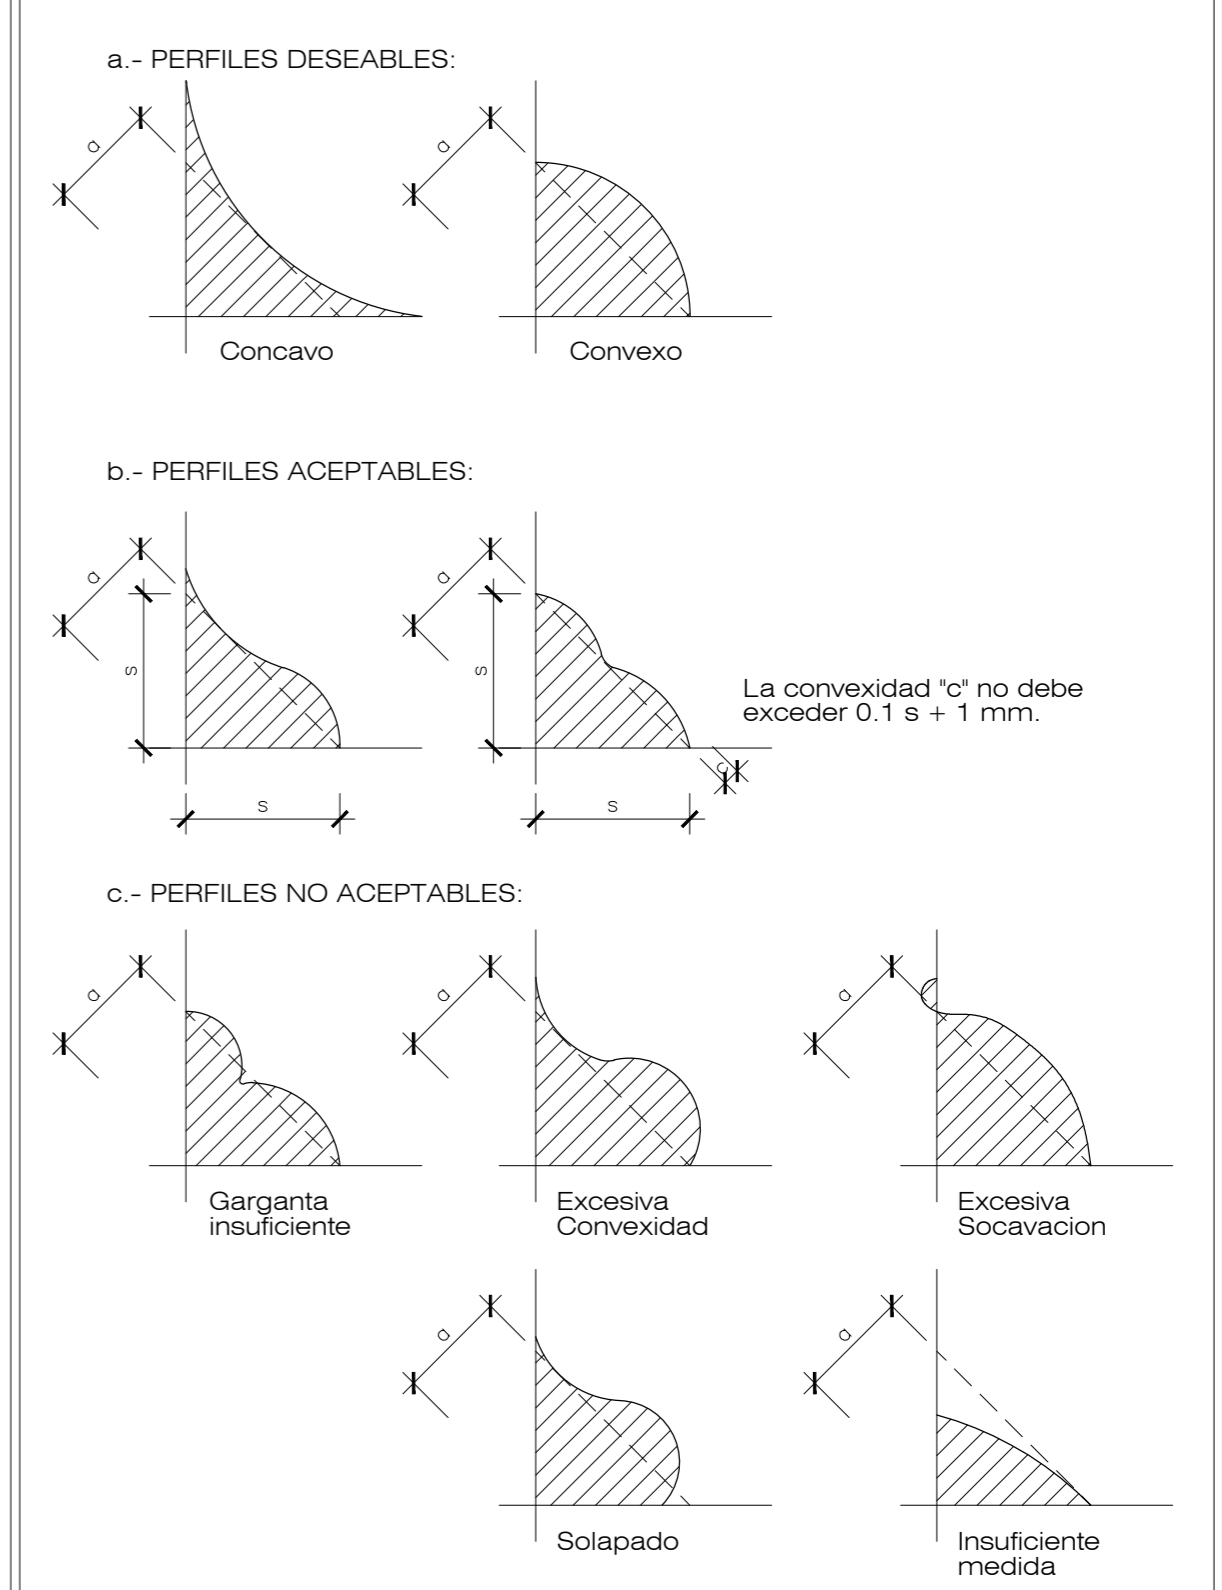 a.- PERFILES DESEABLES:
a
a
Concavo
Convexo
b.- PERFILES ACEPTABLES:
a
a
s
s
La convexidad "c" no debe
exceder 0.1 s + 1 mm.
c
s
s
c.- PERFILES NO ACEPTABLES:
a
a
a
Garganta
insuficiente
Excesiva
Convexidad
Excesiva
Socavacion
a
a
Solapado
Insuficiente
medida